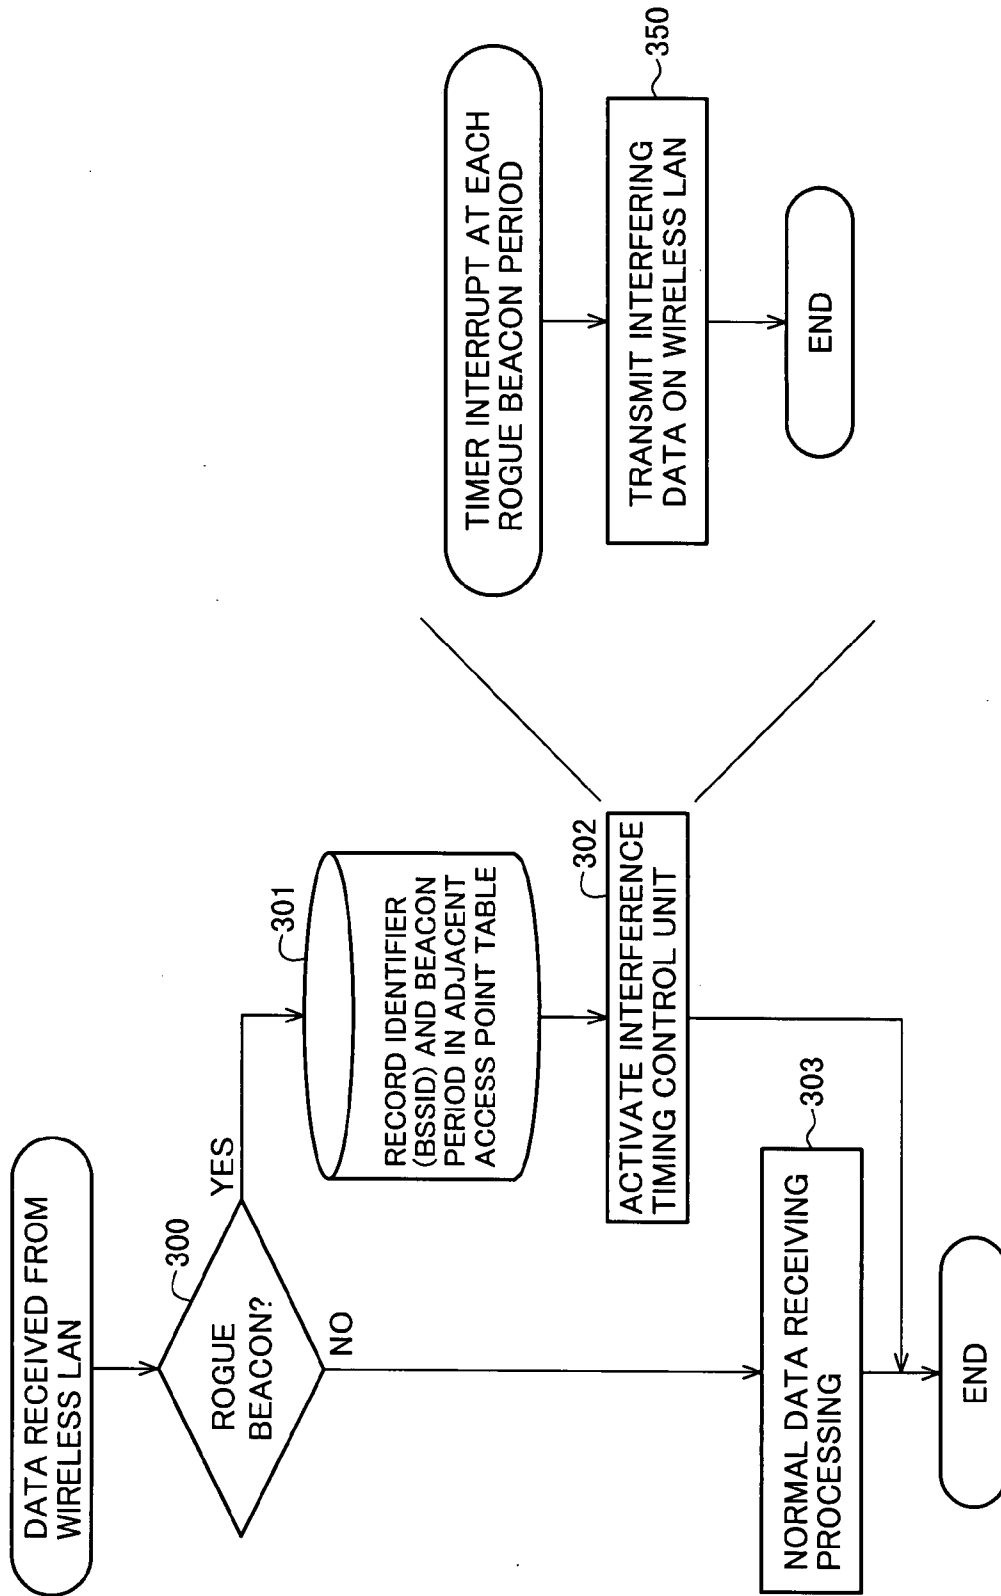 DATA RECEIVED FROM
WIRELESS LAN
300
ROGUE
BEACON?
YES
NO
301
RECORD IDENTIFIER
(BSSID) AND BEACON
PERIOD IN ADJACENT
ACCESS POINT TABLE
302
ACTIVATE INTERFERENCE
TIMING CONTROL UNIT
303
NORMAL DATA RECEIVING
PROCESSING
END
TIMER INTERRUPT AT EACH
ROGUE BEACON PERIOD
350
TRANSMIT INTERFERING
DATA ON WIRELESS LAN
END